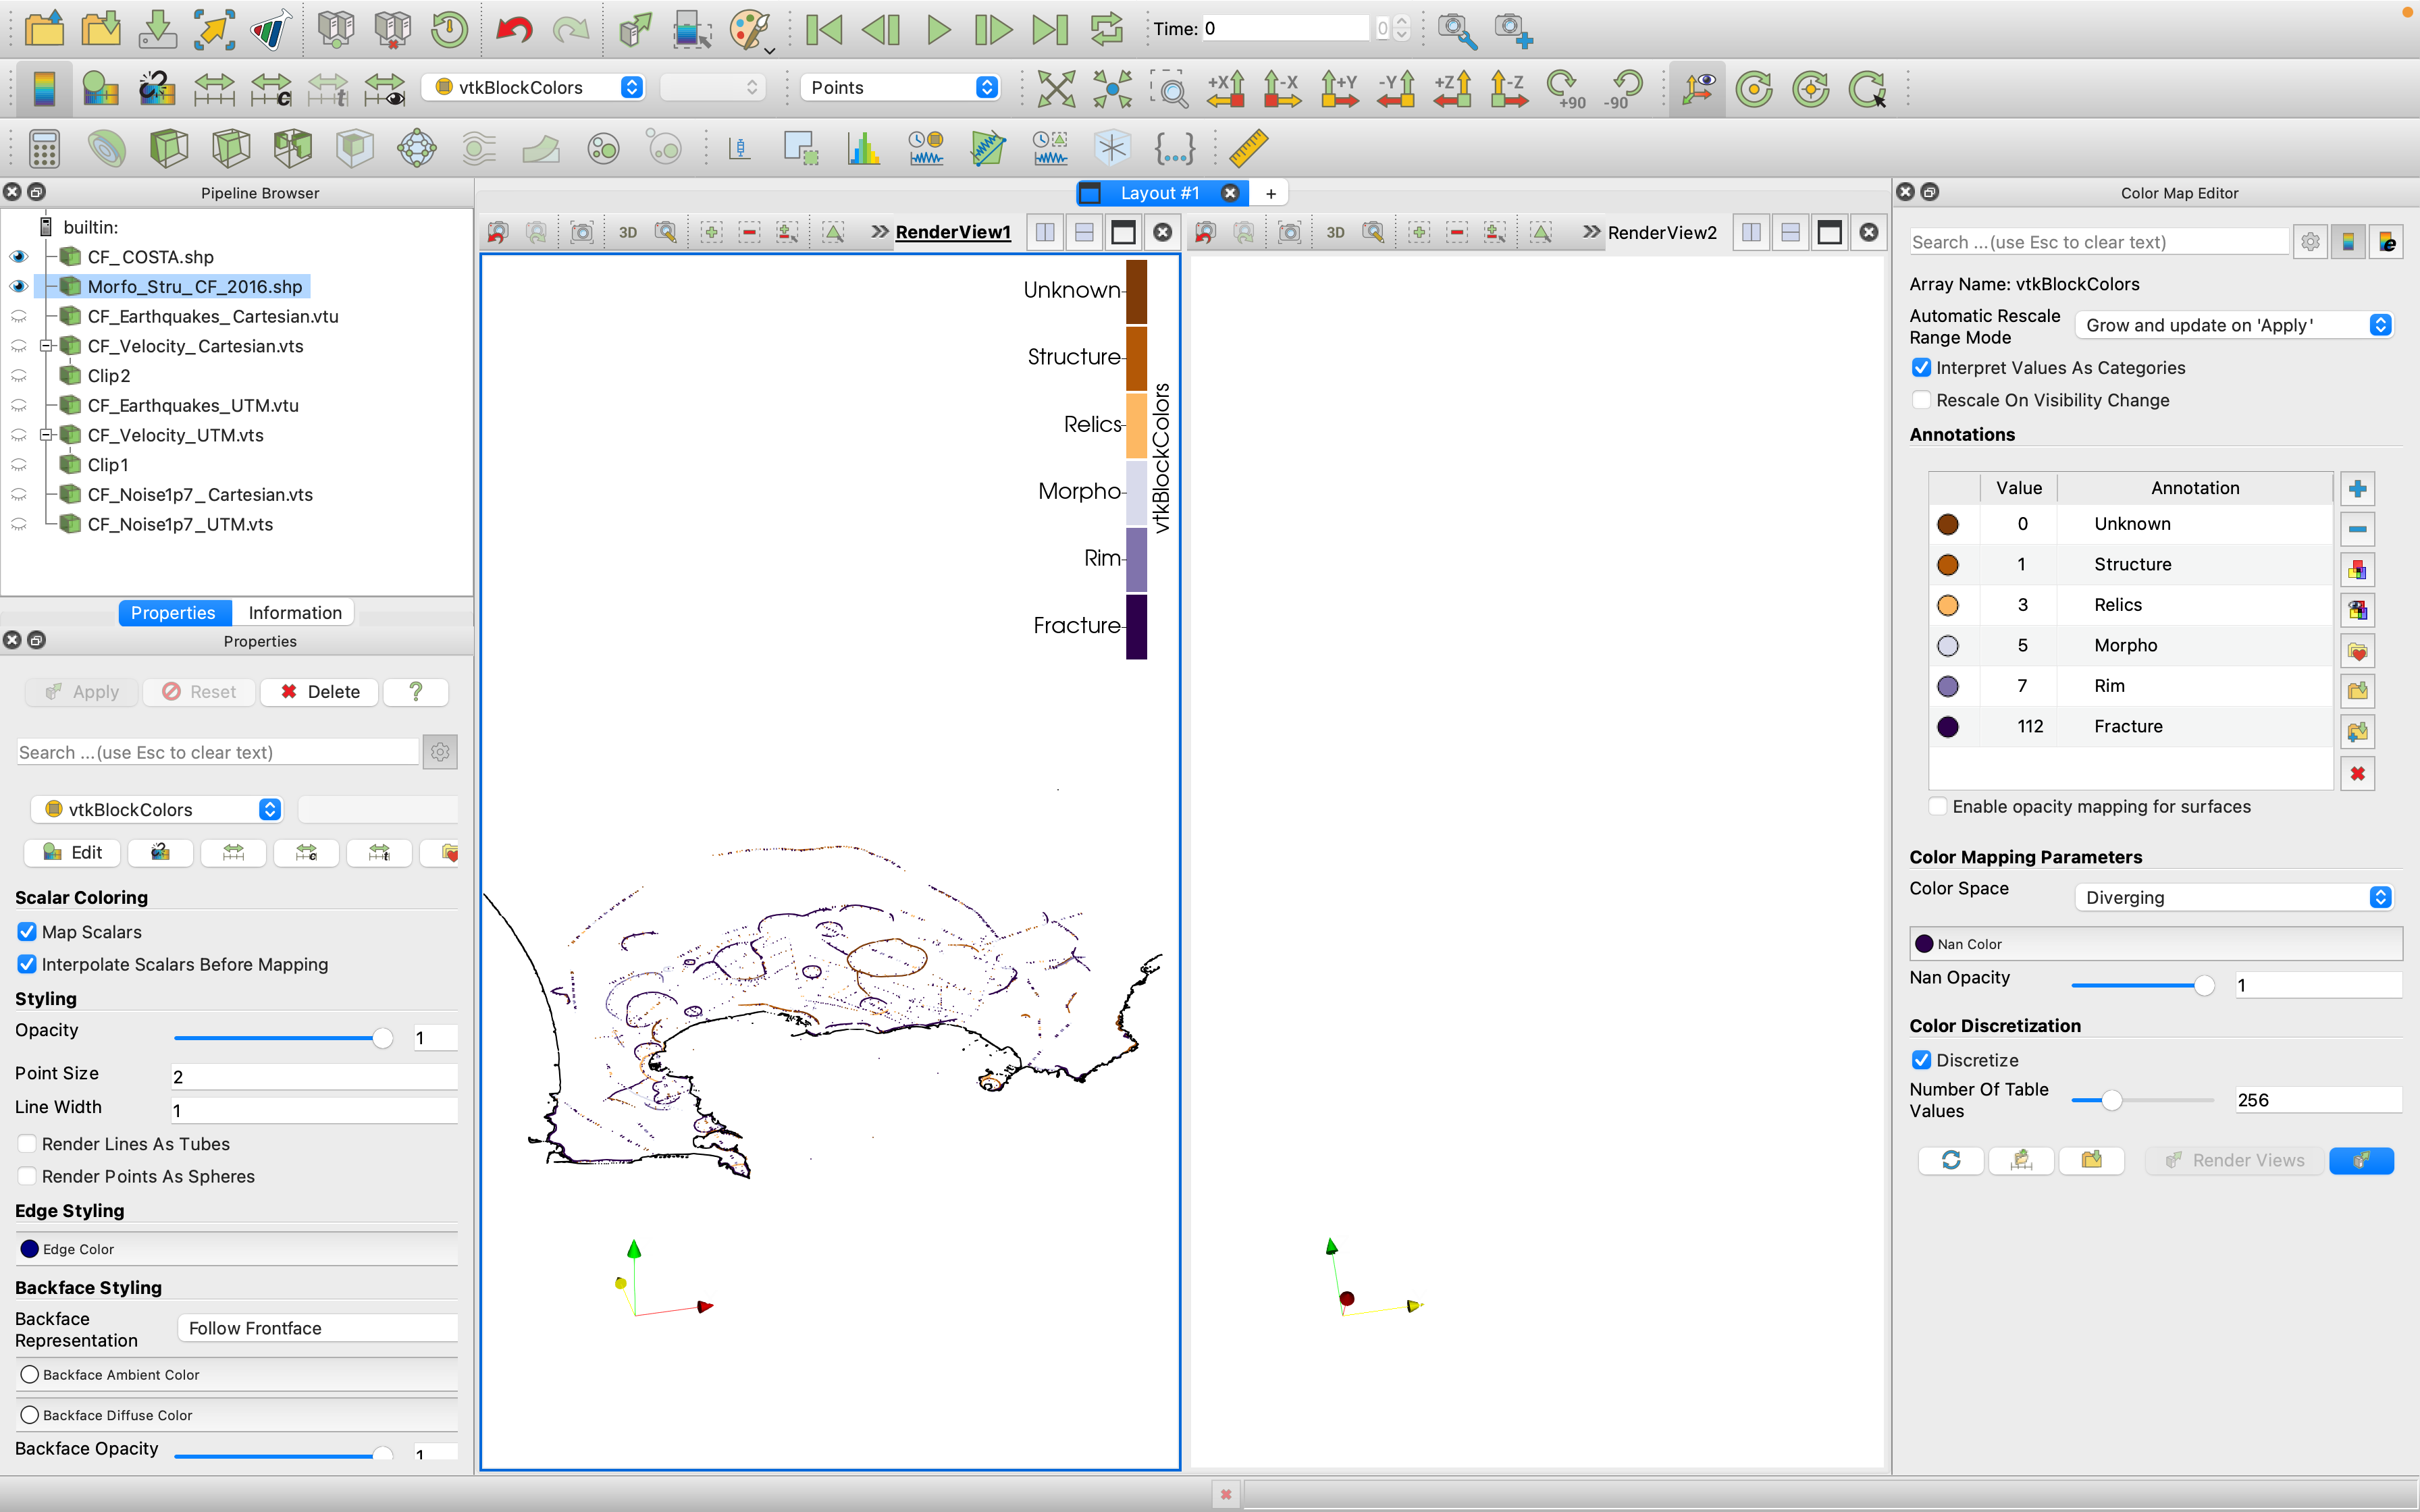 Time: 0
0
+X
-X
+Y
-Y
+Z
-Z
+90
-90
c
t
vtkBlockColors
Points
Pipeline Browser
builtin:
CF_COSTA.shp
Morfo_Stru_CF_2016.shp
CF_Earthquakes_Cartesian.vtu
CF_Velocity_Cartesian.vts
Clip2
CF_Earthquakes_UTM.vtu
CF_Velocity_UTM.vts
Clip1
CF_Noise1p7_Cartesian.vts
CF_Noise1p7_UTM.vts
Properties
Information
Properties
Apply
Reset
Delete
?
Search ...(use Esc to clear text)
vtkBlockColors
Edit
Scalar Coloring
Map Scalars
Interpolate Scalars Before Mapping
Styling
Opacity
1
Point Size
2
Line Width
1
Render Lines As Tubes
Render Points As Spheres
Edge Styling
Edge Color
Backface Styling
Backface
Representation
Follow Frontface
Backface Ambient Color
Backface Diffuse Color
Backface Opacity
1
Layout #1
+
3D
RenderView1
3D
RenderView2
Unknown
Structure
Relics
Morpho
Rim
Fracture
vtkBlockColors
Color Map Editor
Search ...(use Esc to clear text)
e
Array Name: vtkBlockColors
Automatic Rescale
Range Mode
Grow and update on 'Apply'
Interpret Values As Categories
Rescale On Visibility Change
Annotations
Value
Annotation
0
Unknown
1
Structure
3
Relics
5
Morpho
7
Rim
112
Fracture
Enable opacity mapping for surfaces
Color Mapping Parameters
Color Space
Diverging
Nan Color
Nan Opacity
1
Color Discretization
Discretize
Number Of Table
Values
256
Render Views